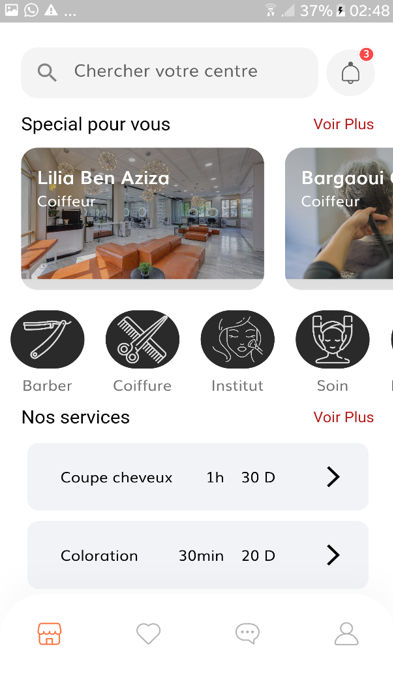 ... 37% 02:48
Chercher votre centre
3
Special pour vous Voir Plus
Lilia Ben Aziza
Coiffeur
Bargaoui
Coiffeur
Barber Coiffure Institut Soin
Nos services Voir Plus
Coupe cheveux 1h 30 D
Coloration 30min 20 D